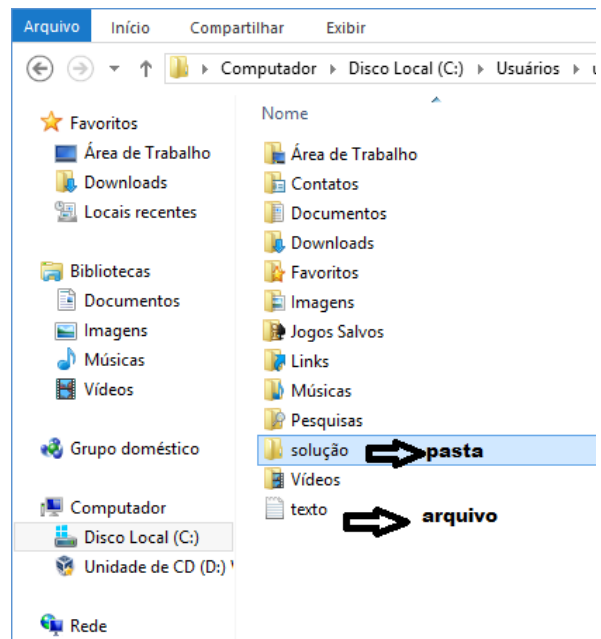 Arquivo Início Compartilhar Exibir
Computador Disco Local (C:) Usuários
Favoritos
Área de Trabalho
Downloads
Locais recentes
Bibliotecas
Documentos
Imagens
Músicas
Vídeos
Grupo doméstico
Computador
Disco Local (C:)
Unidade de CD (D:)
Rede
Nome
Área de Trabalho
Contatos
Documentos
Downloads
Favoritos
Imagens
Jogos Salvos
Links
Músicas
Pesquisas
solução pasta
Vídeos
texto arquivo